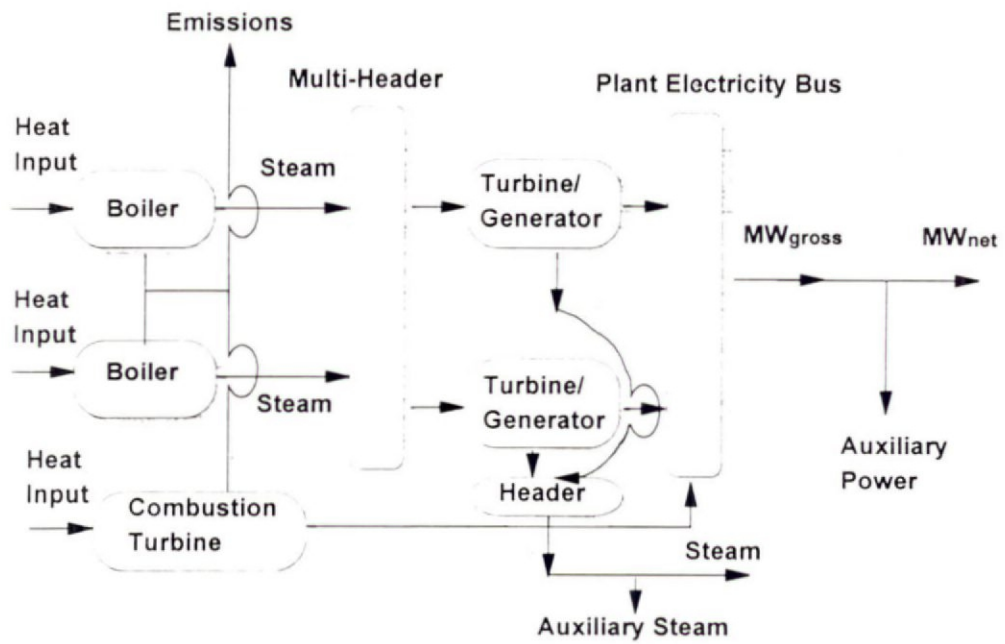 Emissions
Multi-Header
Plant Electricity Bus
Heat
Input
Steam
Boiler
Turbine/
Generator
MWgross
MWnet
Heat
Input
Boiler
Steam
Turbine/
Generator
Auxiliary
Power
Heat
Input
Header
Combustion
Turbine
Steam
Auxiliary Steam